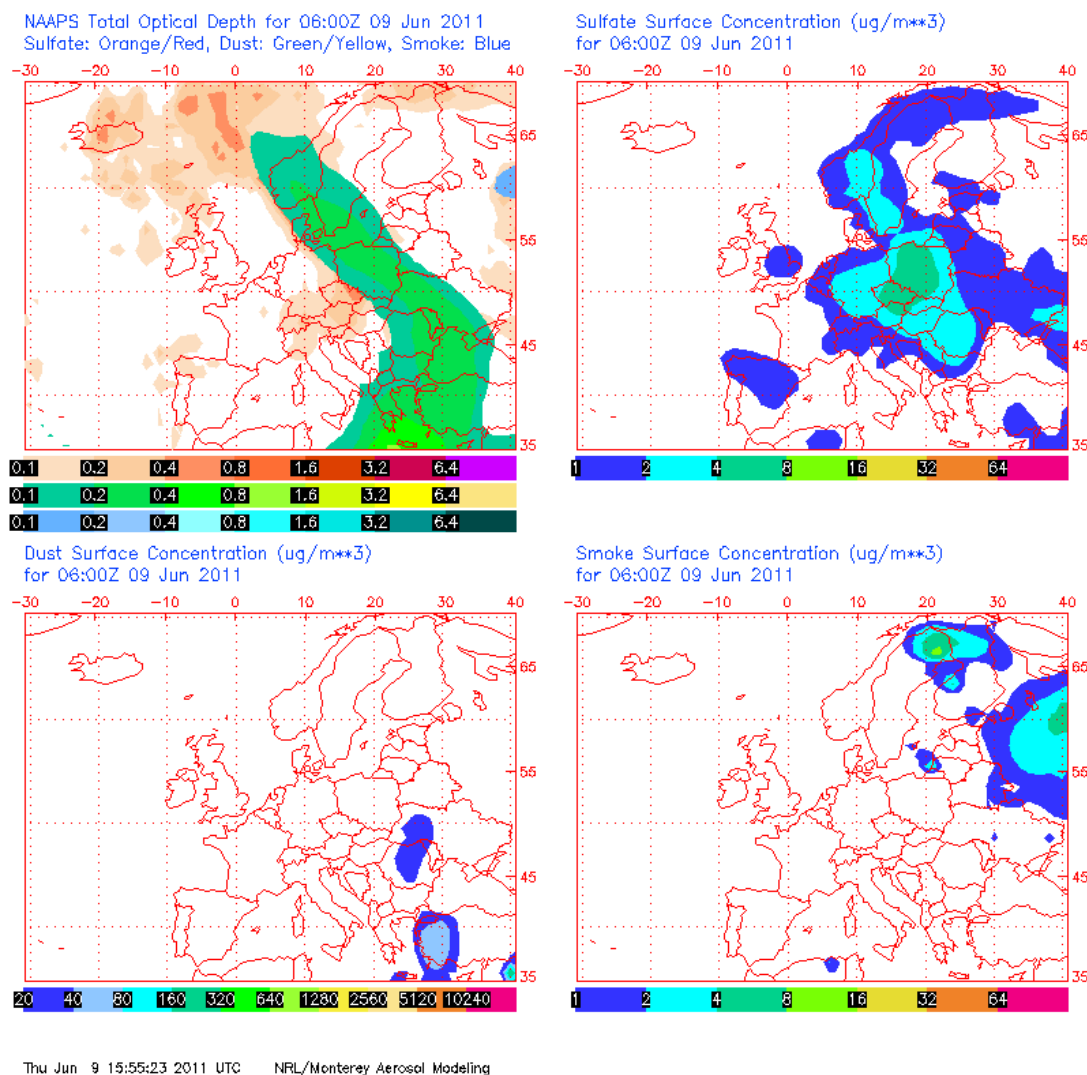 NAAPS Total Optical Depth for 06:00Z 09 Jun 2011
Sulfate: Orange/Red, Dust: Green/Yellow, Smoke: Blue
-30 -20 -10 0 10 20 30 40
65
55
45
35
0.1 0.2 0.4 0.8 1.6 3.2 6.4
0.1 0.2 0.4 0.8 1.6 3.2 6.4
0.1 0.2 0.4 0.8 1.6 3.2 6.4
Sulfate Surface Concentration (ug/m**3)
for 06:00Z 09 Jun 2011
-30 -20 -10 0 10 20 30 40
65
55
45
35
1 2 4 8 16 32 64
Dust Surface Concentration (ug/m**3)
for 06:00Z 09 Jun 2011
-30 -20 -10 0 10 20 30 40
65
55
45
35
20 40 80 160 320 640 1280 2560 5120 10240
Smoke Surface Concentration (ug/m**3)
for 06:00Z 09 Jun 2011
-30 -20 -10 0 10 20 30 40
65
55
45
35
1 2 4 8 16 32 64
Thu Jun 9 15:55:23 2011 UTC NRL/Monterey Aerosol Modeling